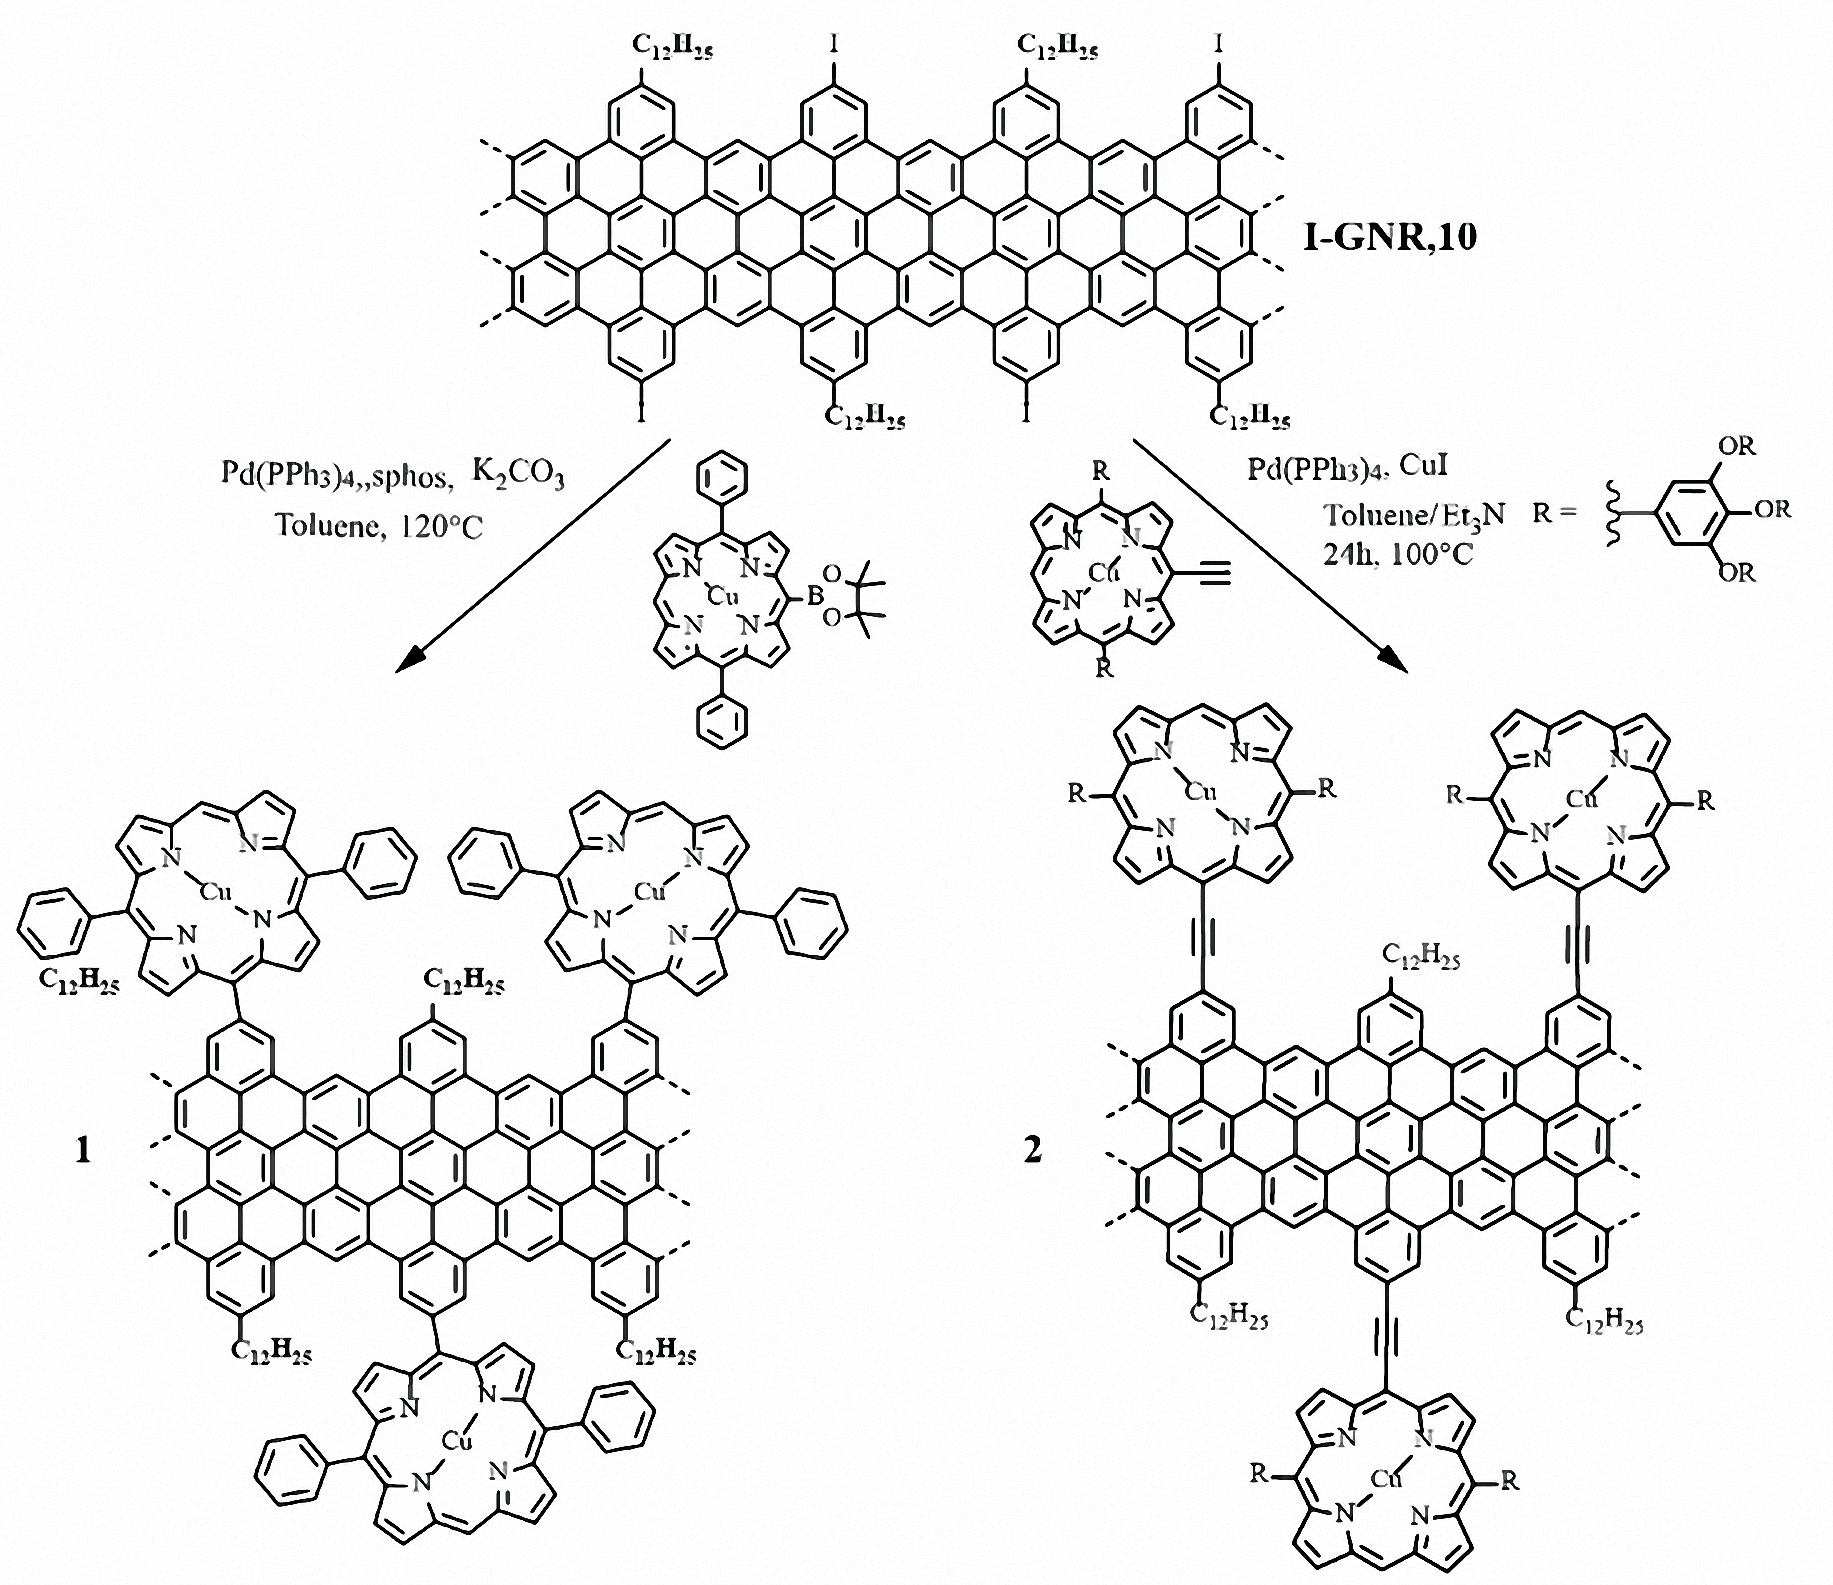 C12H25 I C12H25 I
I-GNR,10
I C12H25 I C12H25
Pd(PPh3)4,,sphos, K2CO3
Toluene, 120°C
N N
Cu
N N
B
O
O
R
N N
Cu
N N
R
Pd(PPh3)4, CuI
Toluene/Et3N R =
24h, 100°C
OR
OR
OR
N N
Cu
N N
C12H25
N N
Cu
N N
C12H25
1
C12H25
C12H25
N N
Cu
N N
R N N R
Cu
N N
R N N R
Cu
N N
C12H25
2
C12H25
C12H25
N N
R Cu R
N N